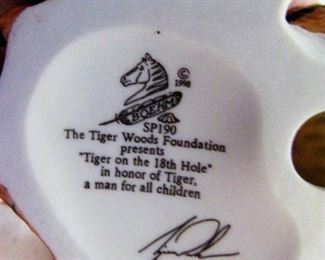 ©
1998
BOEHM
SP190
The Tiger Woods Foundation
presents
"Tiger on the 18th Hole"
in honor of Tiger,
a man for all children